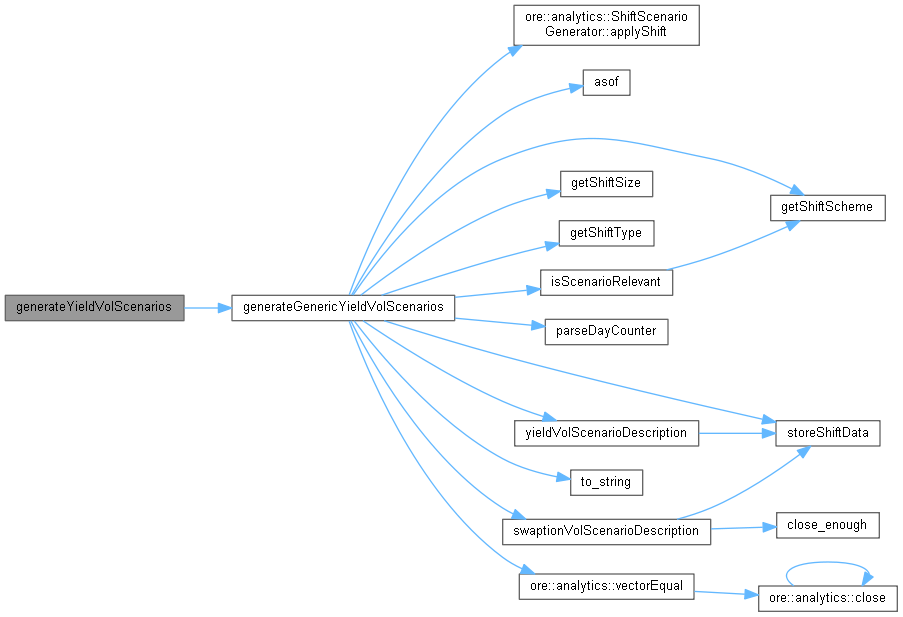 ore::analytics::ShiftScenario
Generator::applyShift
asof
getShiftSize
getShiftScheme
getShiftType
isScenarioRelevant
generateYieldVolScenarios
generateGenericYieldVolScenarios
parseDayCounter
yieldVolScenarioDescription
storeShiftData
to_string
swaptionVolScenarioDescription
close_enough
ore::analytics::vectorEqual
ore::analytics::close